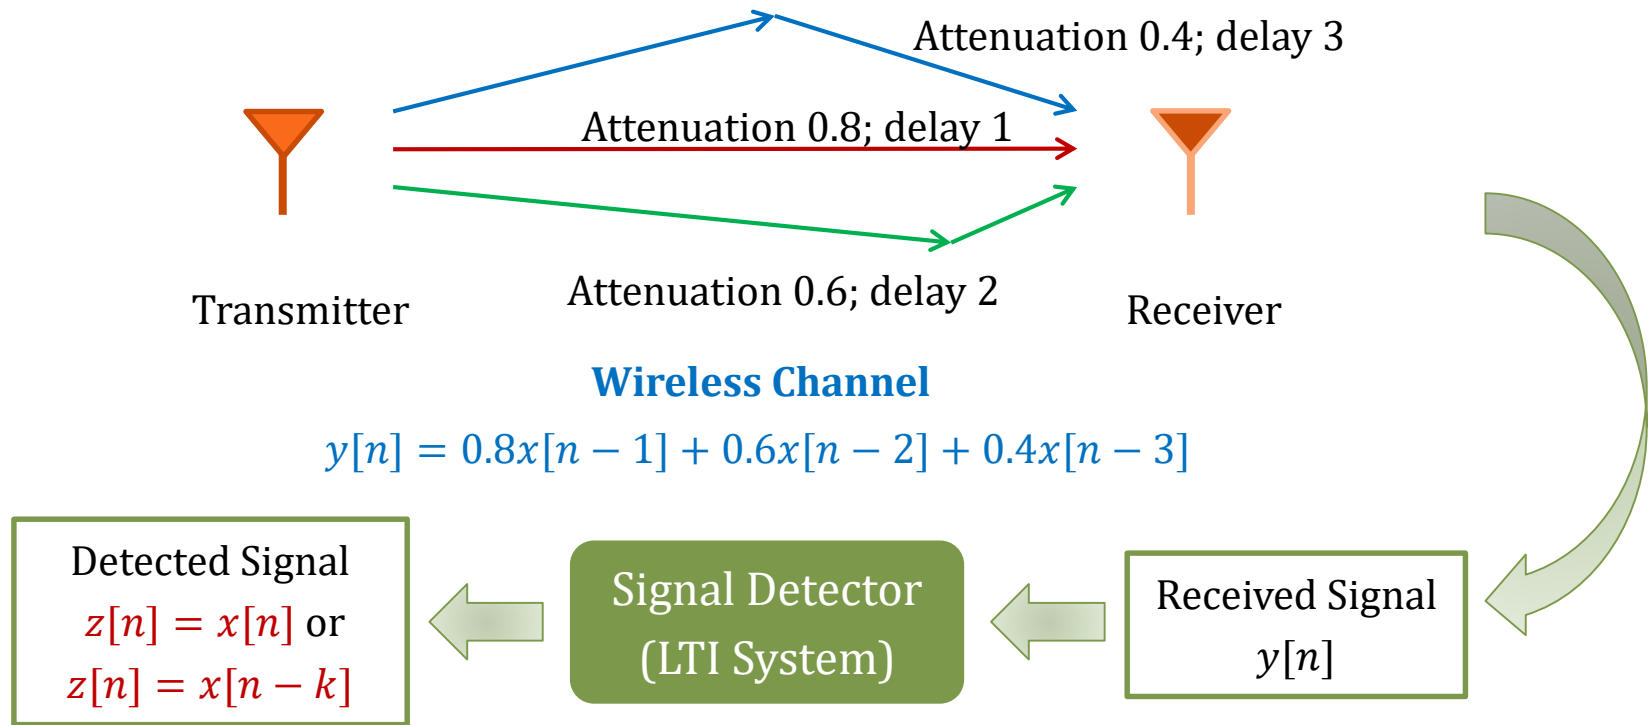 Attenuation 0.4; delay 3
Attenuation 0.8; delay 1
Attenuation 0.6; delay 2
Transmitter
Receiver
Wireless Channel
y[n] = 0.8x[n − 1] + 0.6x[n − 2] + 0.4x[n − 3]
Detected Signal
z[n] = x[n] or
z[n] = x[n − k]
Signal Detector
(LTI System)
Received Signal
y[n]